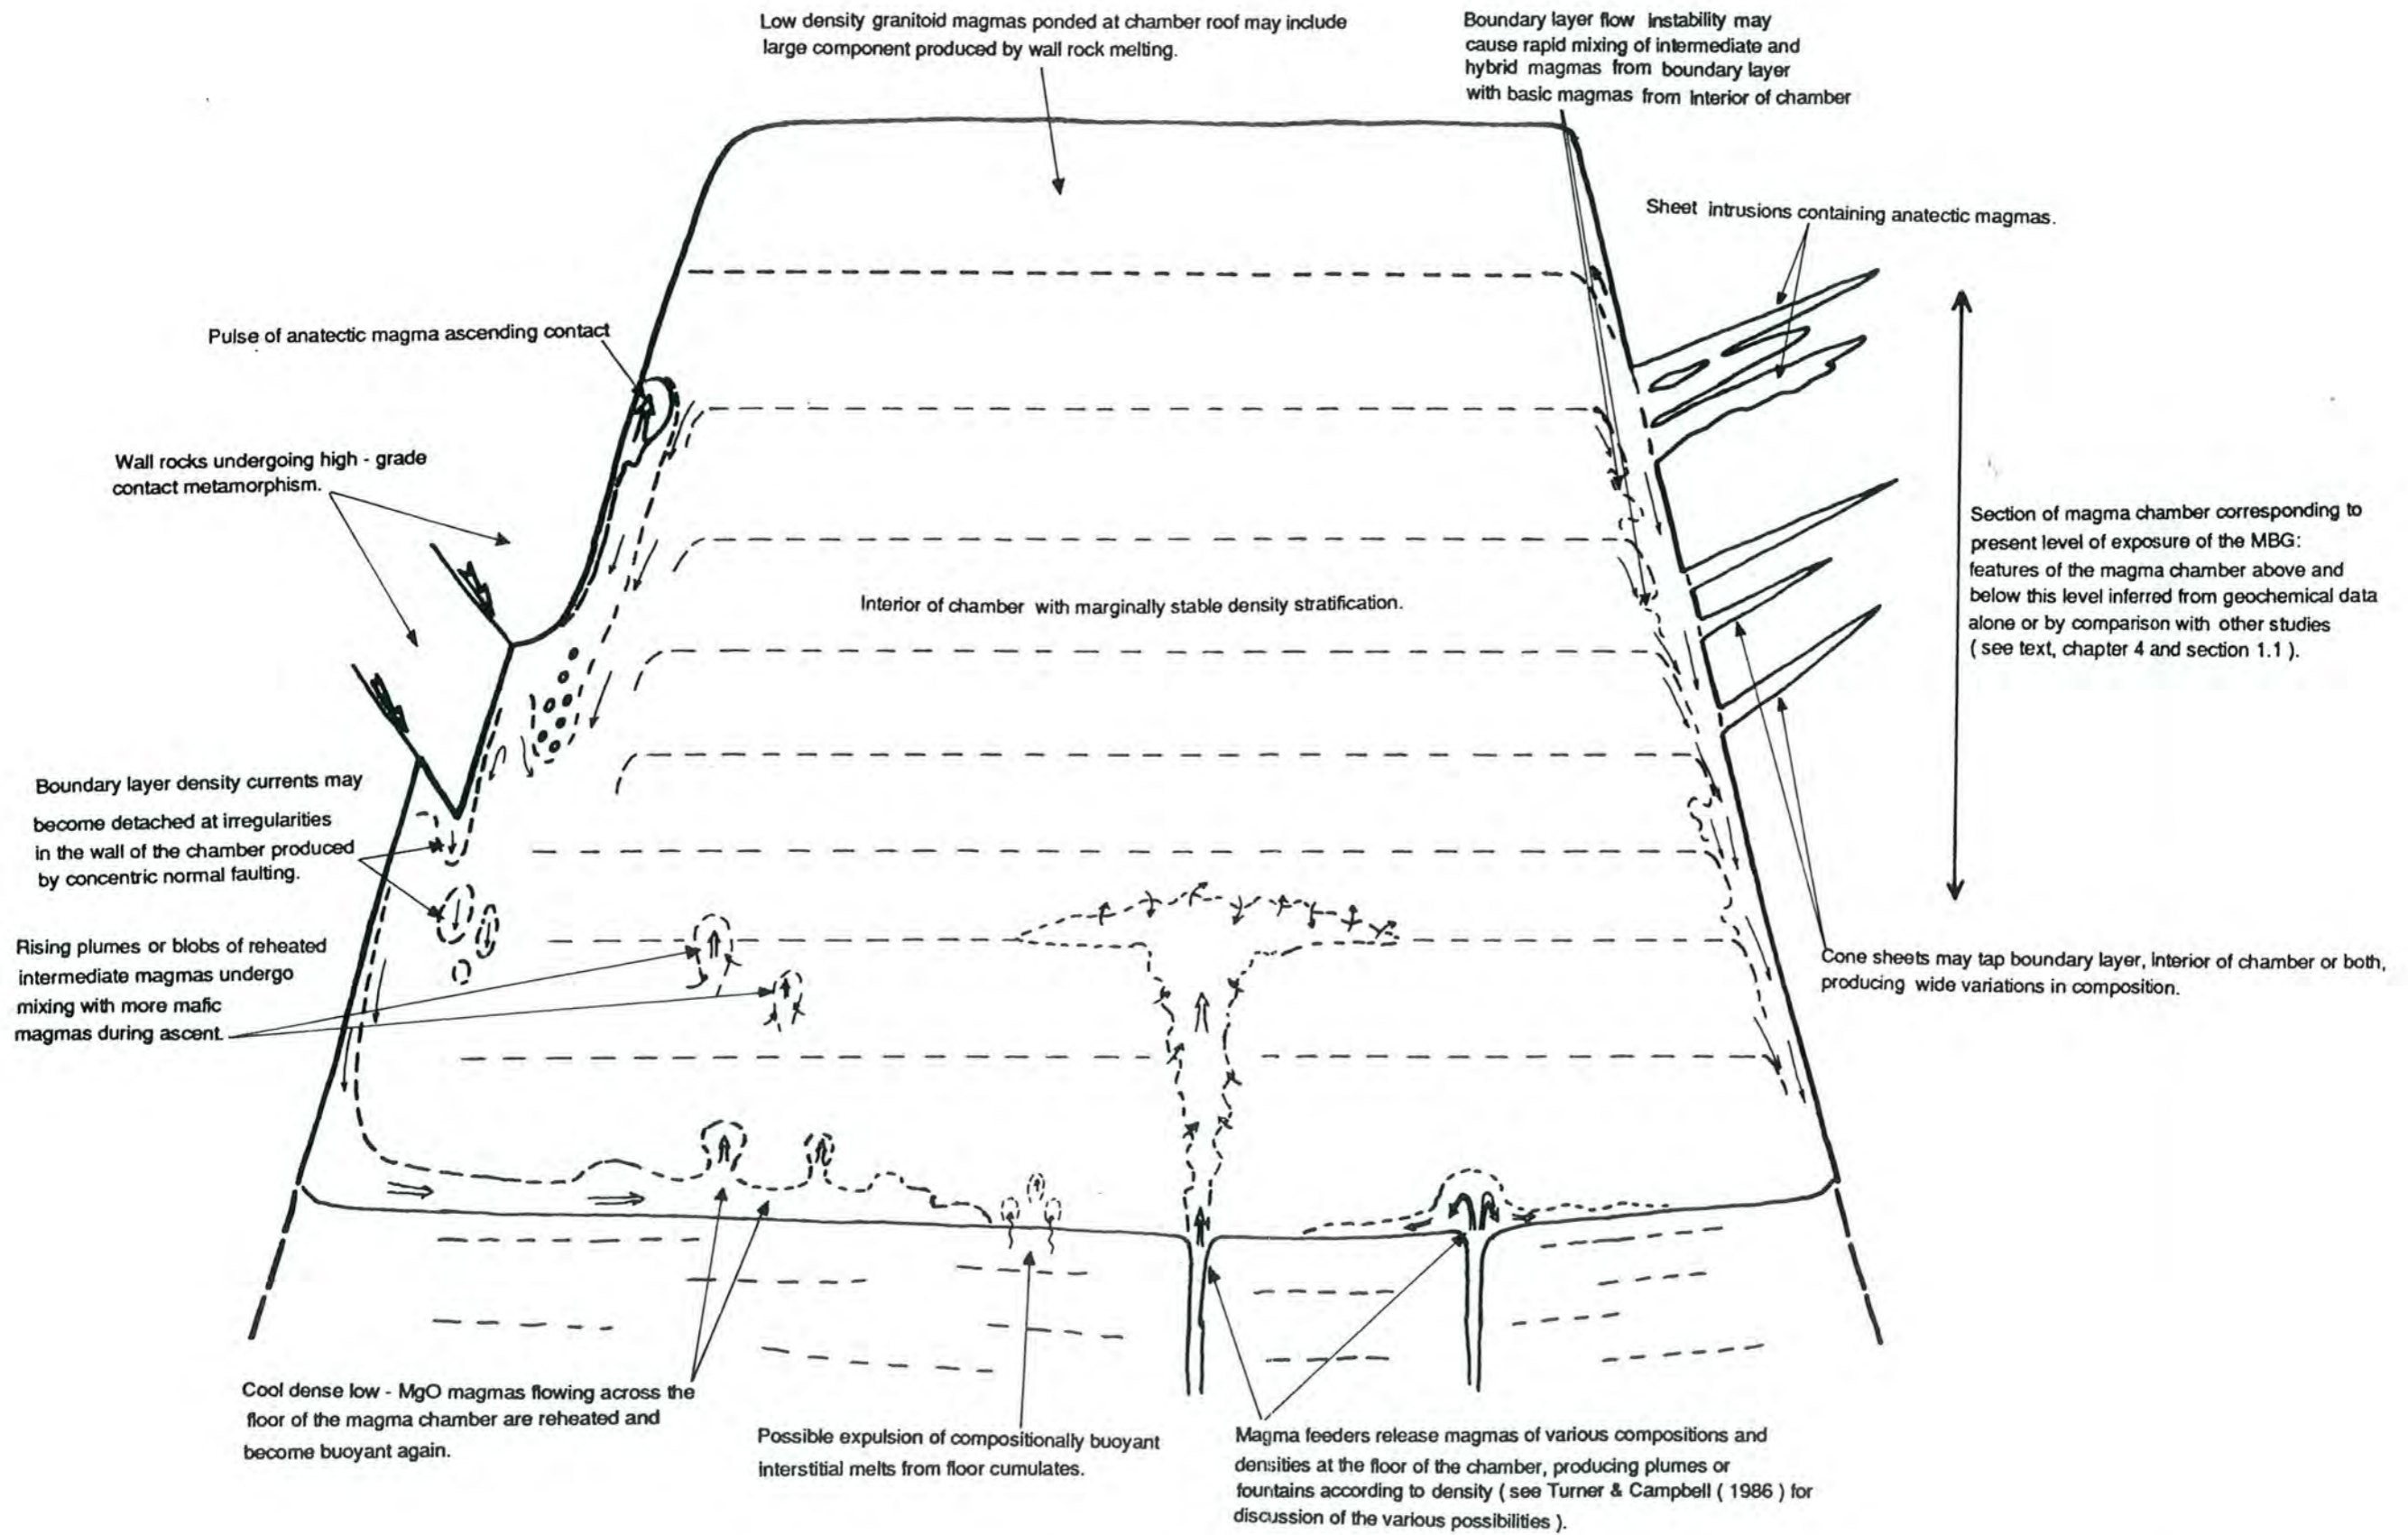 Low density granitoid magmas ponded at chamber roof may include
large component produced by wall rock melting.
Boundary layer flow instability may
cause rapid mixing of intermediate and
hybrid magmas from boundary layer
with basic magmas from interior of chamber
Sheet intrusions containing anatectic magmas.
Pulse of anatectic magma ascending contact
Wall rocks undergoing high - grade
contact metamorphism.
Section of magma chamber corresponding to
present level of exposure of the MBG:
features of the magma chamber above and
below this level inferred from geochemical data
alone or by comparison with other studies
( see text, chapter 4 and section 1.1 ).
Interior of chamber with marginally stable density stratification.
Boundary layer density currents may
become detached at irregularities
in the wall of the chamber produced
by concentric normal faulting.
Rising plumes or blobs of reheated
intermediate magmas undergo
mixing with more mafic
magmas during ascent.
Cone sheets may tap boundary layer, interior of chamber or both,
producing wide variations in composition.
Cool dense low - MgO magmas flowing across the
floor of the magma chamber are reheated and
become buoyant again.
Possible expulsion of compositionally buoyant
interstitial melts from floor cumulates.
Magma feeders release magmas of various compositions and
densities at the floor of the chamber, producing plumes or
fountains according to density ( see Turner & Campbell ( 1986 ) for
discussion of the various possibilities ).